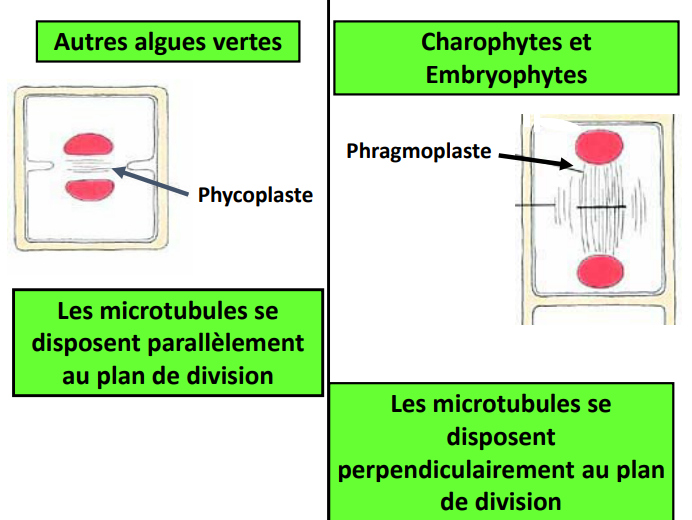 Autres algues vertes
Phycoplaste
Les microtubules se
disposent parallèlement
au plan de division
Charophytes et
Embryophytes
Phragmoplaste
Les microtubules se
disposent
perpendiculairement au plan
de division